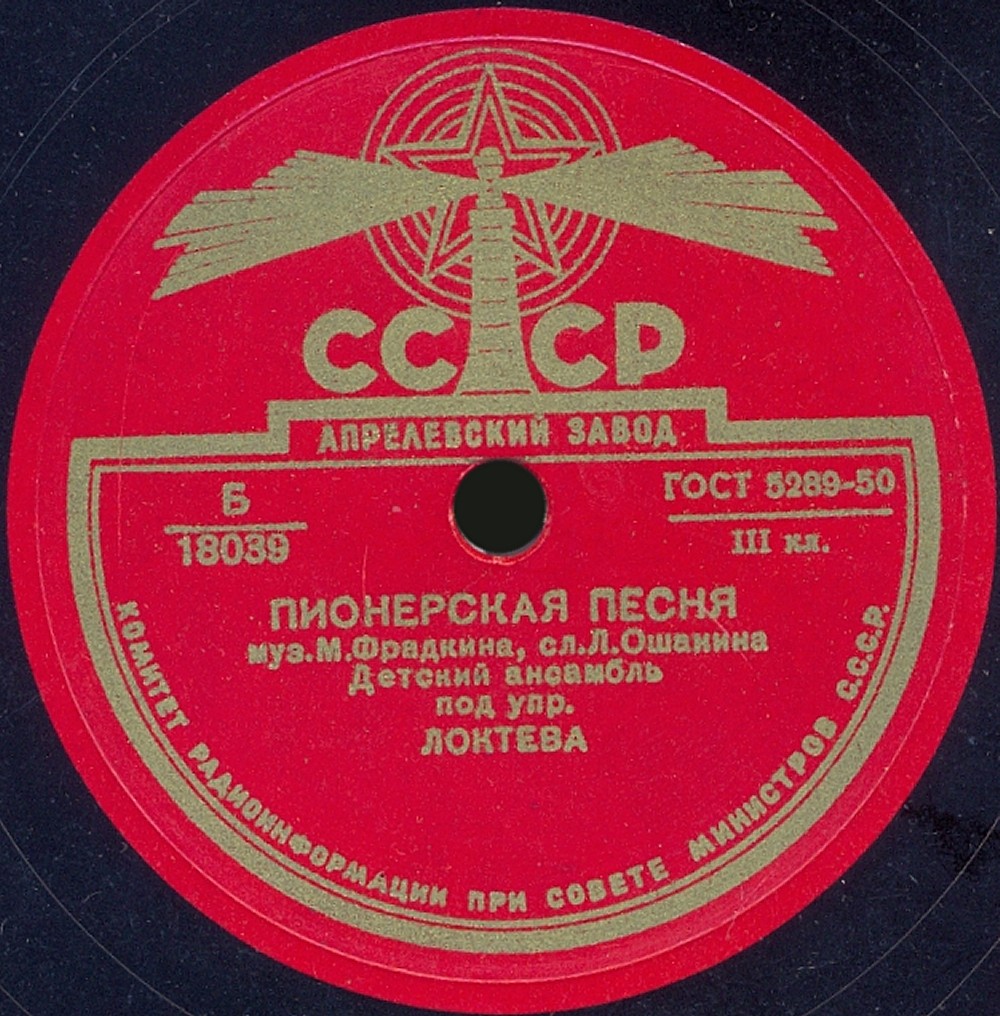 СССР
АПРЕЛЕВСКИЙ ЗАВОД
Б
18039
ГОСТ 5289-50
III кл.
ПИОНЕРСКАЯ ПЕСНЯ
муз.М.Фрадкина, сл.Л.Ошанина
Детский ансамбль
под упр.
ЛОКТЕВА
КОМИТЕТ РАДИОИНФОРМАЦИИ ПРИ СОВЕТЕ МИНИСТРОВ С.С.С.Р.